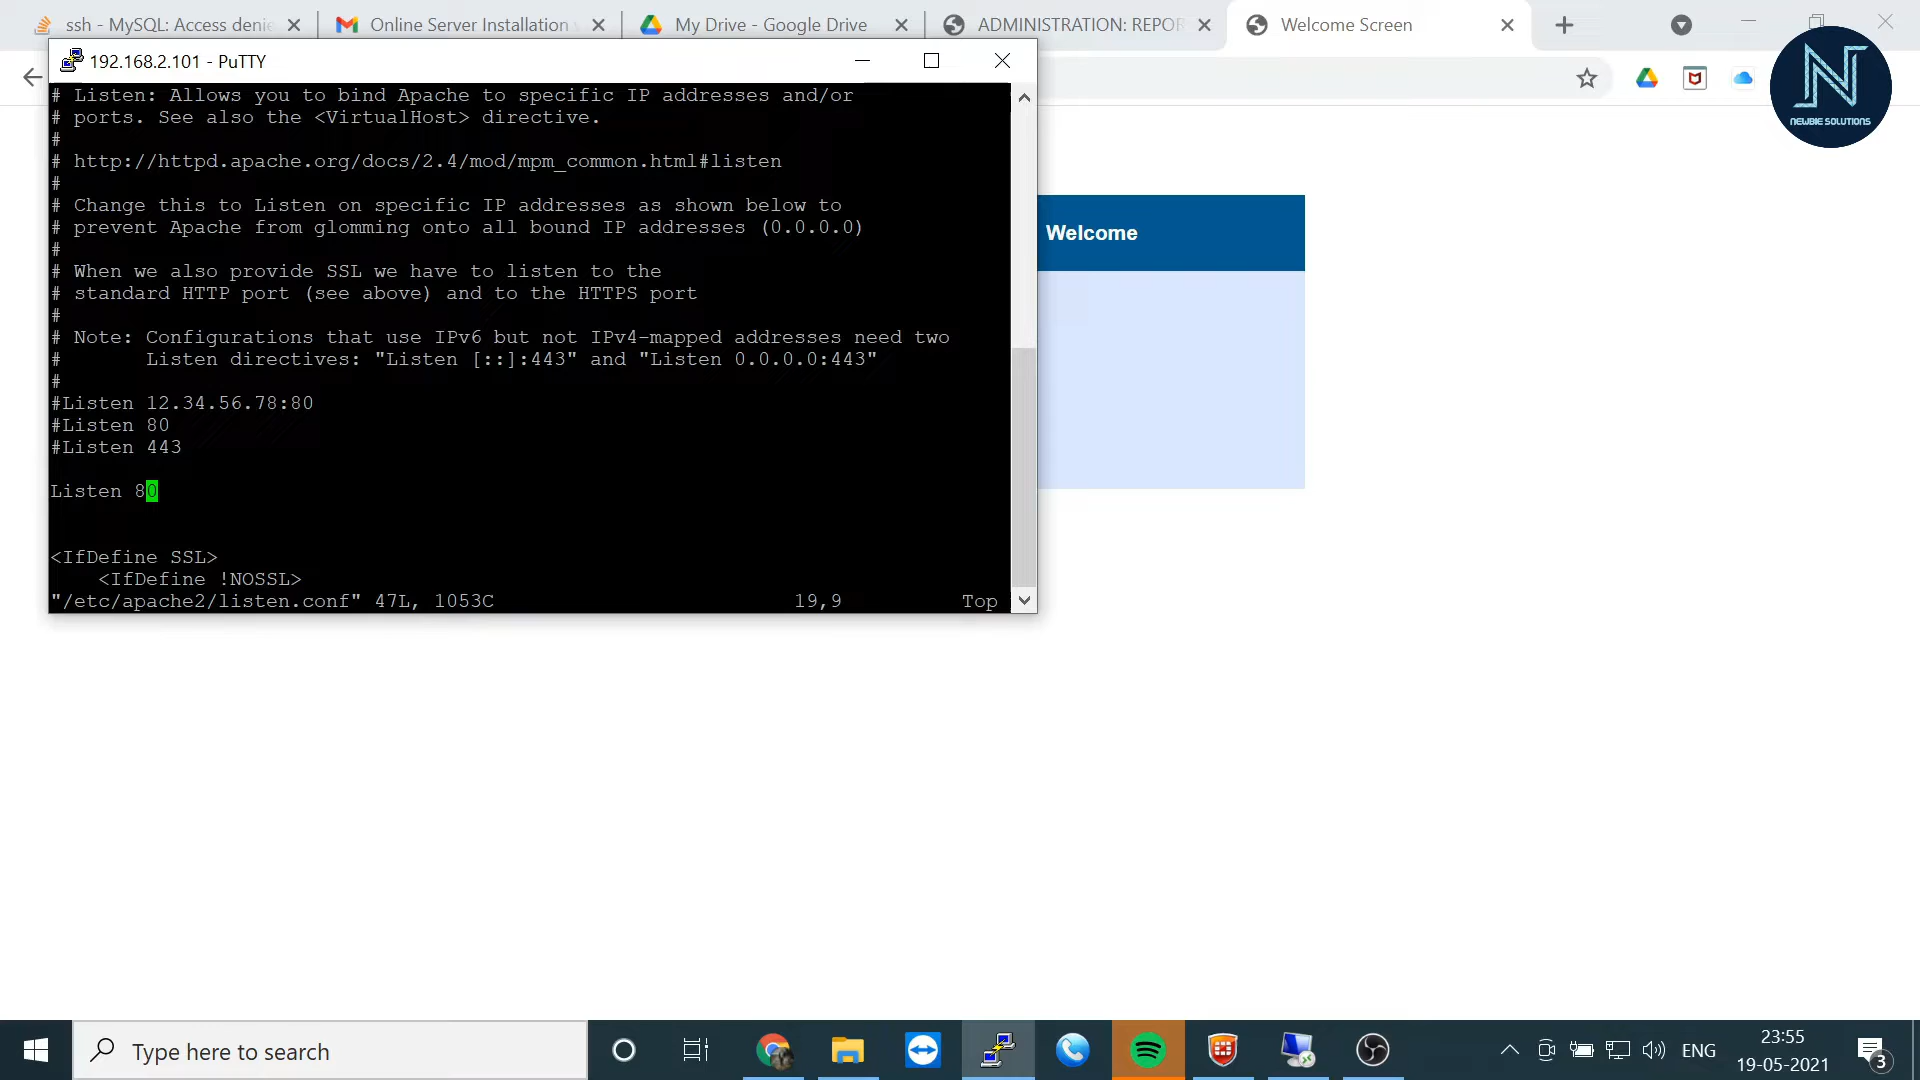 ssh - MySQL: Access denie
Online Server Installation
My Drive - Google Drive
ADMINISTRATION: REPOR
Welcome Screen
192.168.2.101 - PuTTY
# Listen: Allows you to bind Apache to specific IP addresses and/or
# ports. See also the <VirtualHost> directive.
#
# http://httpd.apache.org/docs/2.4/mod/mpm_common.html#listen
#
# Change this to Listen on specific IP addresses as shown below to
# prevent Apache from glomming onto all bound IP addresses (0.0.0.0)
#
# When we also provide SSL we have to listen to the
# standard HTTP port (see above) and to the HTTPS port
#
# Note: Configurations that use IPv6 but not IPv4-mapped addresses need two
#       Listen directives: "Listen [::]:443" and "Listen 0.0.0.0:443"
#
#Listen 12.34.56.78:80
#Listen 80
#Listen 443
Listen 80
<IfDefine SSL>
    <IfDefine !NOSSL>
"/etc/apache2/listen.conf" 47L, 1053C 19,9 Top
Welcome
N
NEWBIE SOLUTIONS
Type here to search
ENG
23:55
19-05-2021
3